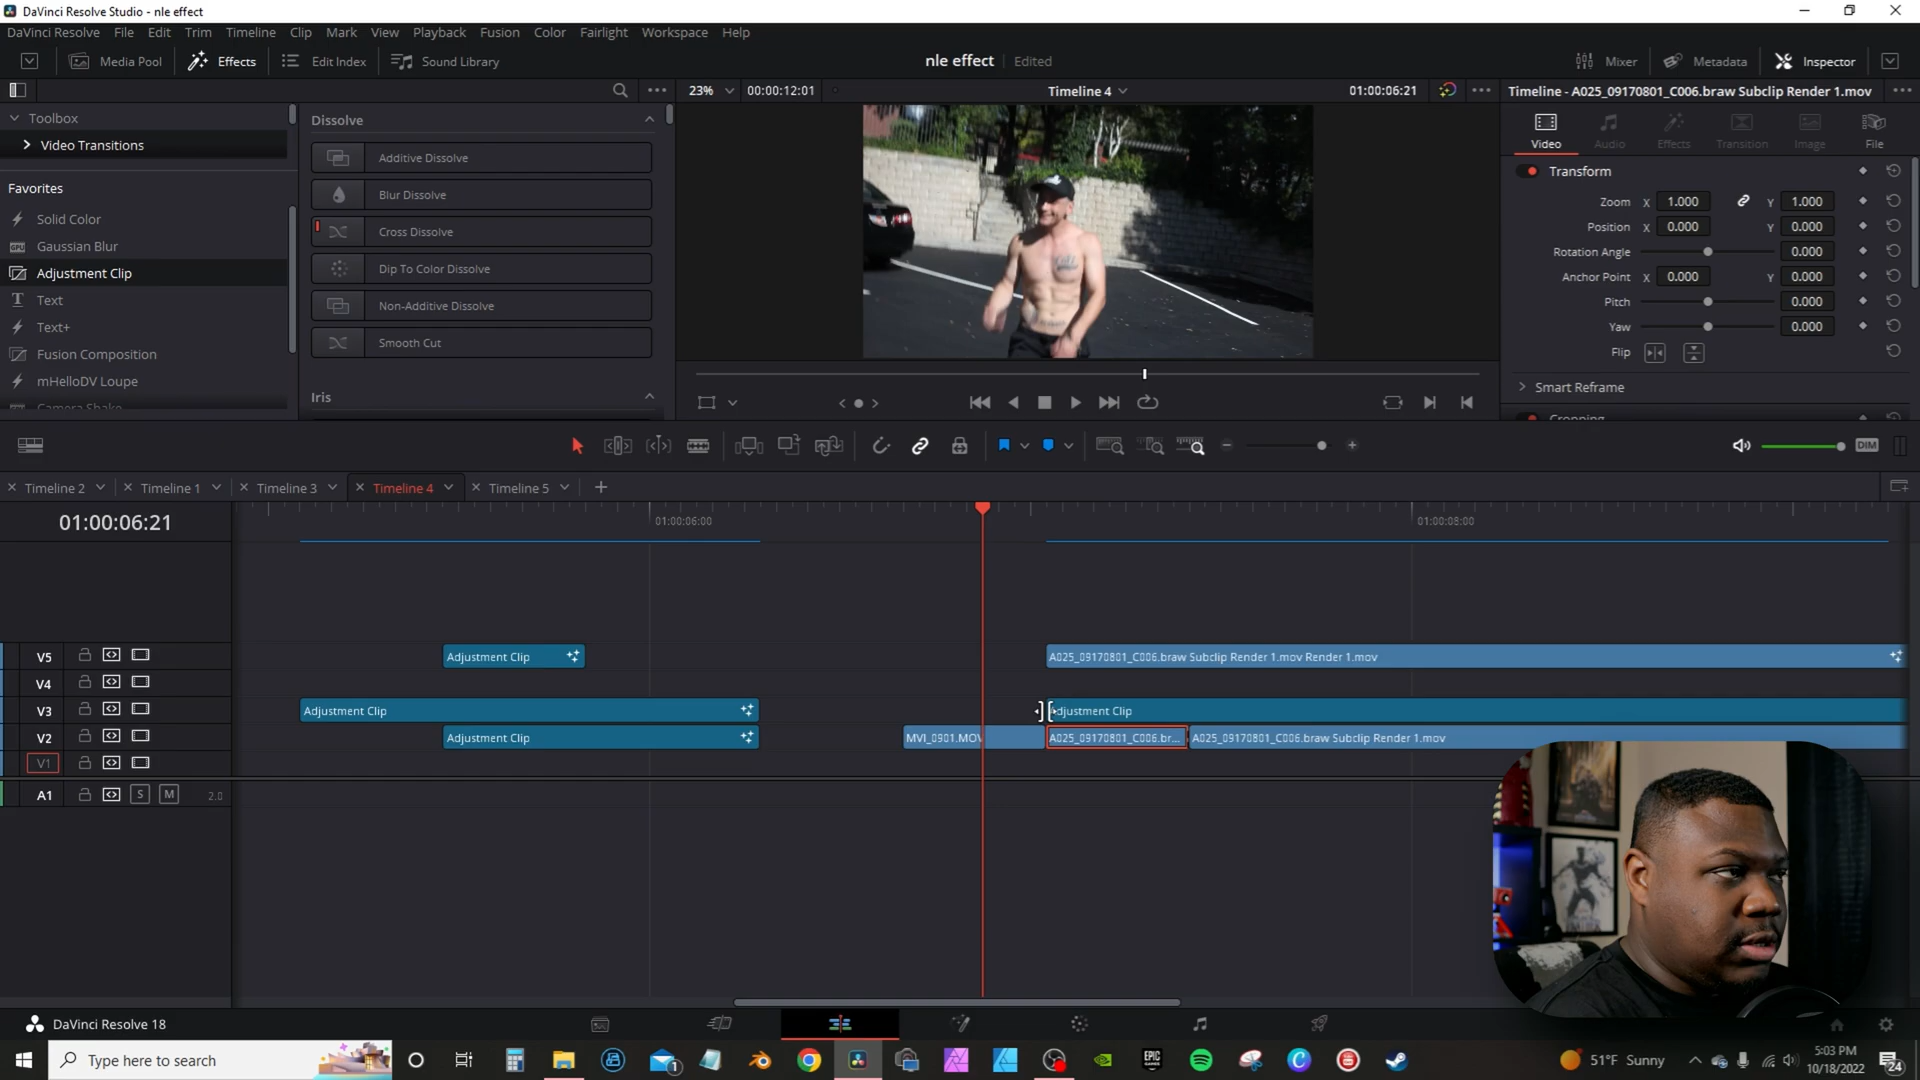 DaVinci Resolve Studio - nle effect
DaVinci Resolve File Edit Trim Timeline Clip Mark View Playback Fusion Color Fairlight Workspace Help
Media Pool Effects Edit Index Sound Library nle effect Edited Mixer Metadata Inspector
23% 00:00:12:01 Timeline 4 01:00:06:21 Timeline - A025_09170801_C006.braw Subclip Render 1.mov
Toolbox
Video Transitions
Favorites
Solid Color
Gaussian Blur
Adjustment Clip
Text
Text+
Fusion Composition
mHelloDV Loupe
Camera Shake
Dissolve
Additive Dissolve
Blur Dissolve
Cross Dissolve
Dip To Color Dissolve
Non-Additive Dissolve
Smooth Cut
Iris
Video Audio Effects Transition Image File
Transform
Zoom X 1.000 Y 1.000
Position X 0.000 Y 0.000
Rotation Angle 0.000
Anchor Point X 0.000 Y 0.000
Pitch 0.000
Yaw 0.000
Flip
Smart Reframe
Cropping
DIM
Timeline 2 Timeline 1 Timeline 3 Timeline 4 Timeline 5
01:00:06:21 01:00:06:00 01:00:08:00
V5 Adjustment Clip A025_09170801_C006.braw Subclip Render 1.mov Render 1.mov
V4
V3 Adjustment Clip Adjustment Clip
V2 Adjustment Clip MVI_0901.MOV A025_09170801_C006.br... A025_09170801_C006.braw Subclip Render 1.mov
V1
A1 S M 2.0
DaVinci Resolve 18
Type here to search
1
EPIC GAMES
51°F Sunny
5:03 PM
10/18/2022
24